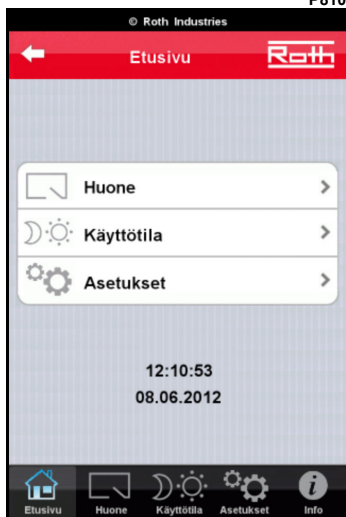 P810
© Roth Industries
Etusivu
Roth
Huone
Käyttötila
Asetukset
12:10:53
08.06.2012
Etusivu Huone Käyttötila Asetukset Info